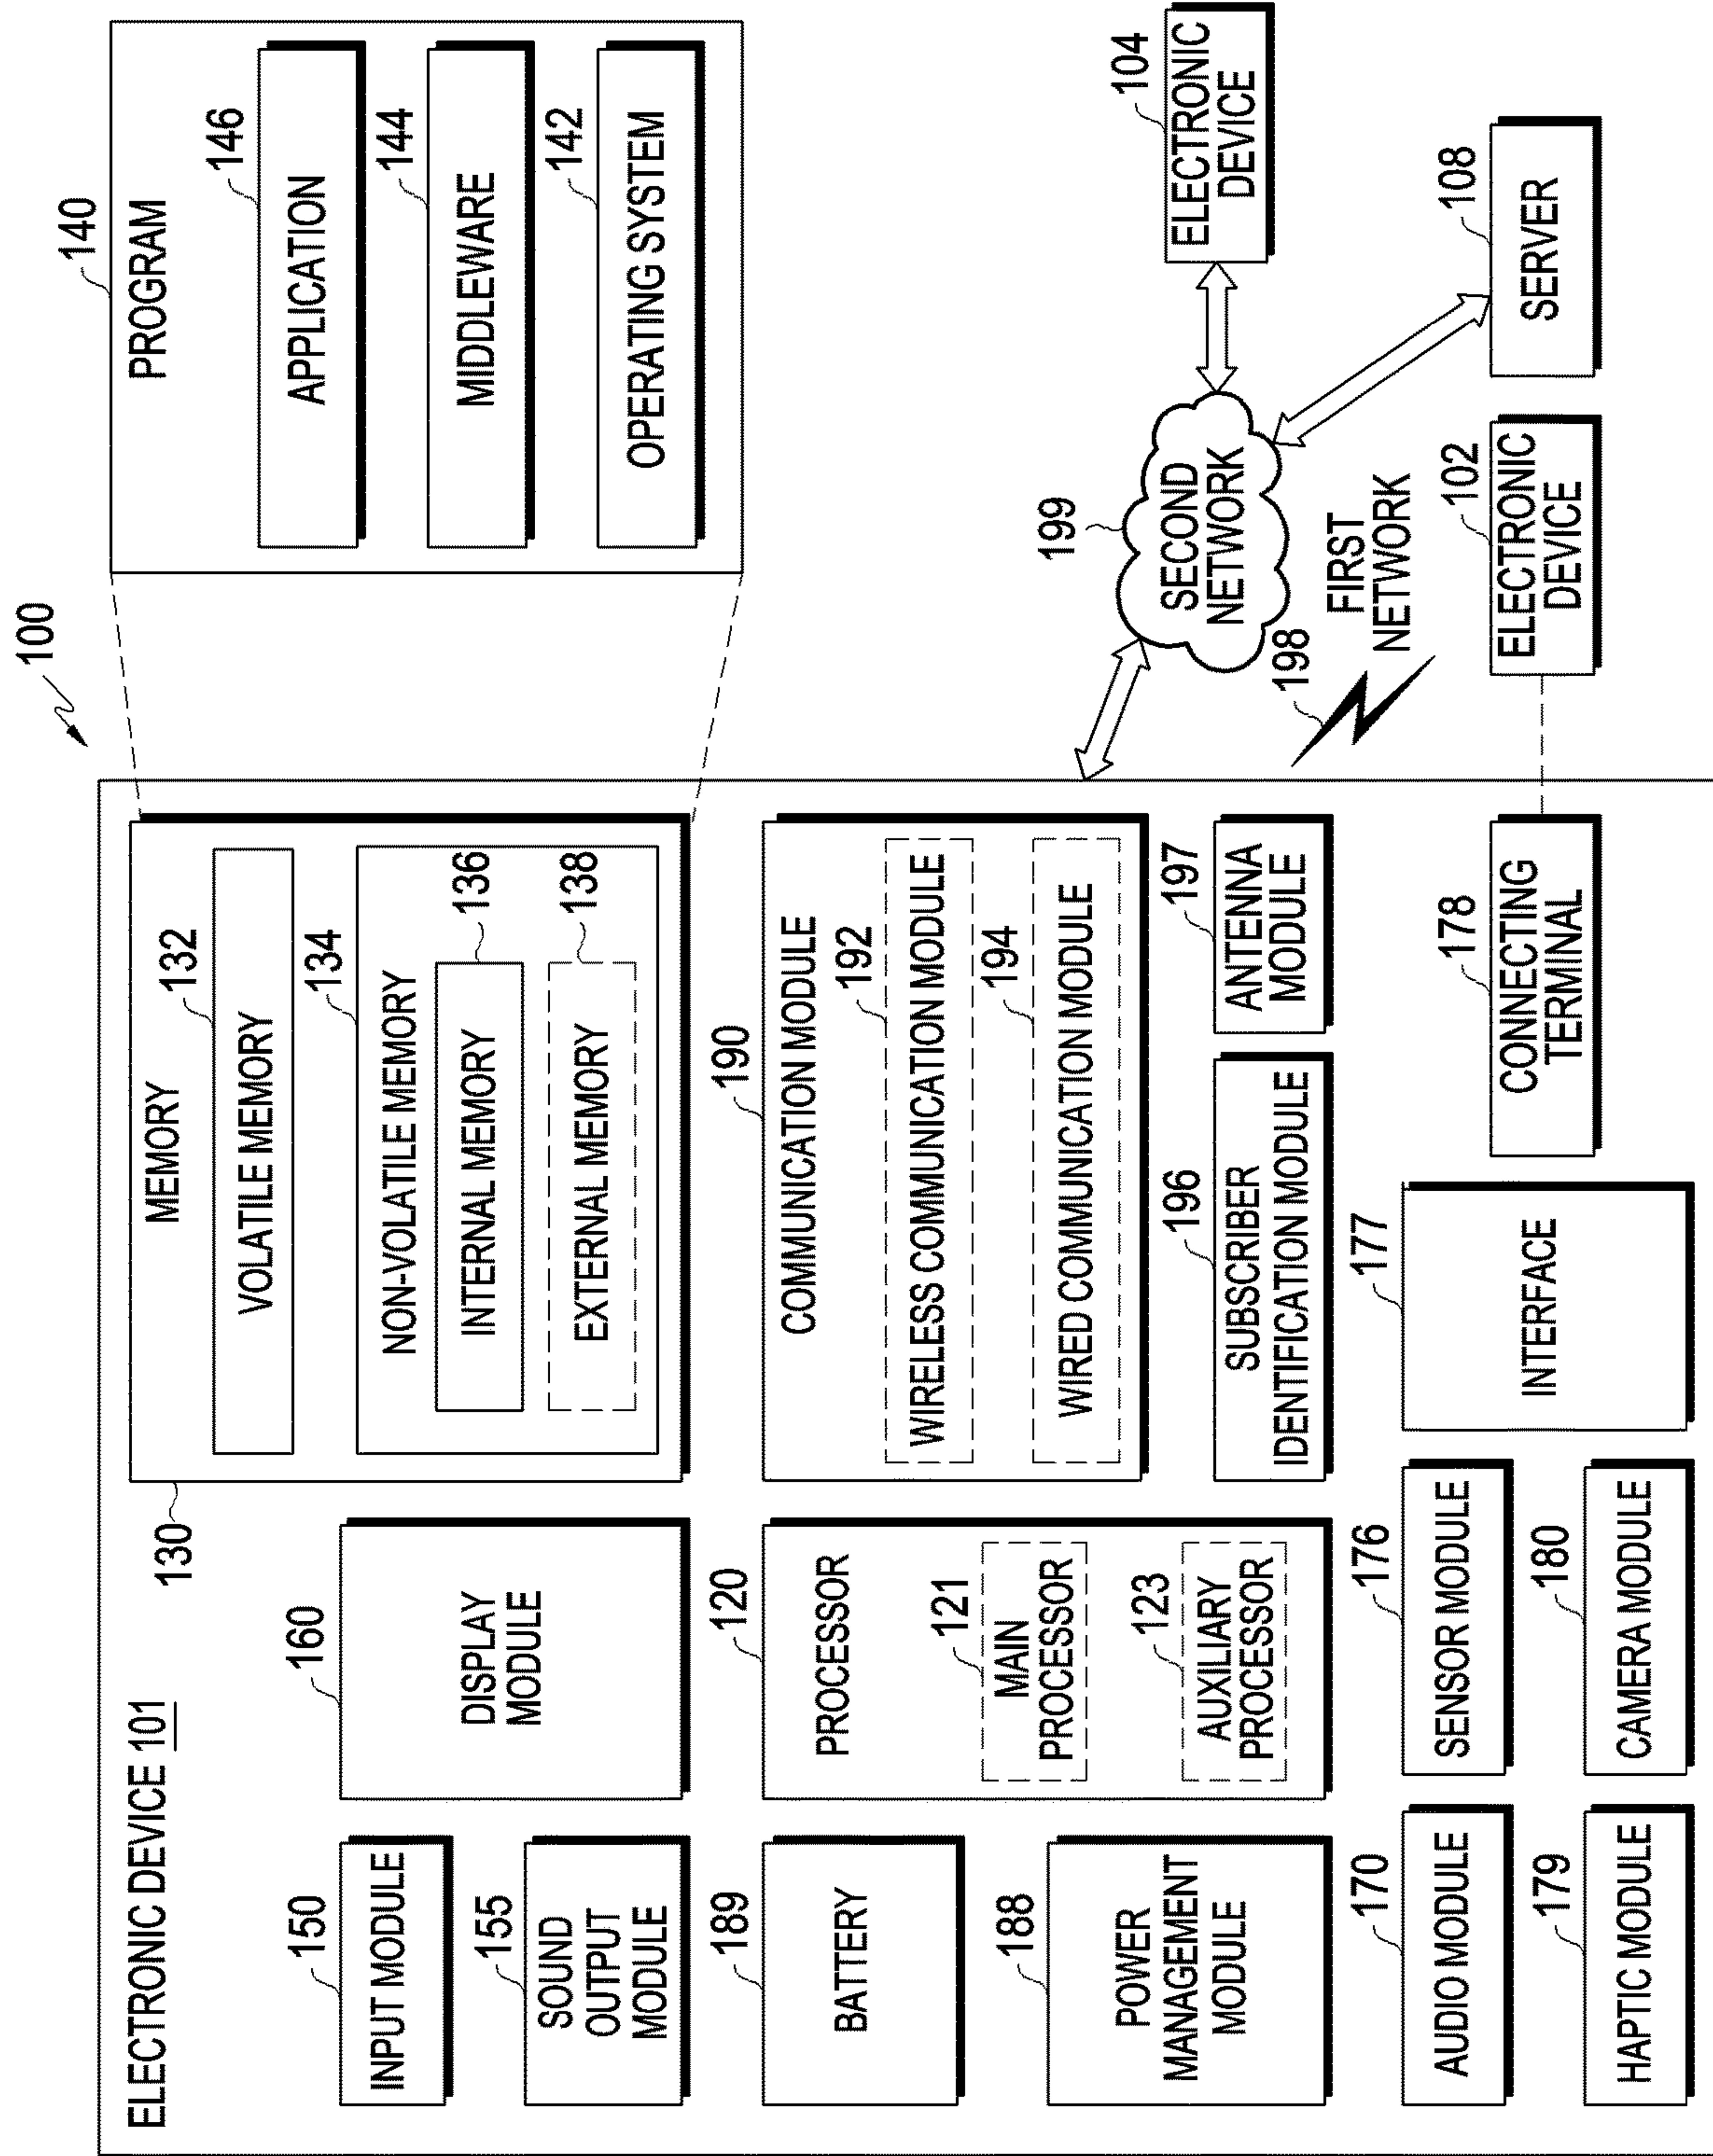 100
ELECTRONIC DEVICE 101
150
INPUT MODULE
155
SOUND
OUTPUT
MODULE
160
DISPLAY
MODULE
130
MEMORY
132
VOLATILE MEMORY
134
NON-VOLATILE MEMORY
136
INTERNAL MEMORY
138
EXTERNAL MEMORY
140
PROGRAM
146
APPLICATION
144
MIDDLEWARE
142
OPERATING SYSTEM
189
BATTERY
188
POWER
MANAGEMENT
MODULE
120
PROCESSOR
121
MAIN
PROCESSOR
123
AUXILIARY
PROCESSOR
190
COMMUNICATION MODULE
192
WIRELESS COMMUNICATION MODULE
194
WIRED COMMUNICATION MODULE
196
SUBSCRIBER
IDENTIFICATION MODULE
197
ANTENNA
MODULE
199
SECOND
NETWORK
104
ELECTRONIC
DEVICE
198
FIRST
NETWORK
170
AUDIO MODULE
176
SENSOR MODULE
177
INTERFACE
178
CONNECTING
TERMINAL
102
ELECTRONIC
DEVICE
108
SERVER
179
HAPTIC MODULE
180
CAMERA MODULE